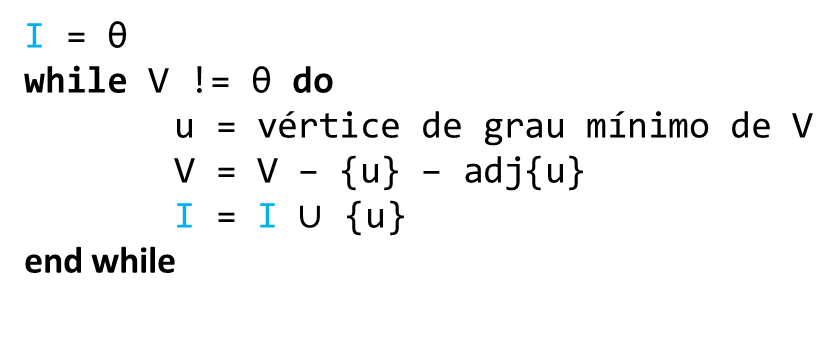 I = θ
while V != θ do
u = vértice de grau mínimo de V
V = V – {u} – adj{u}
I = I ∪ {u}
end while